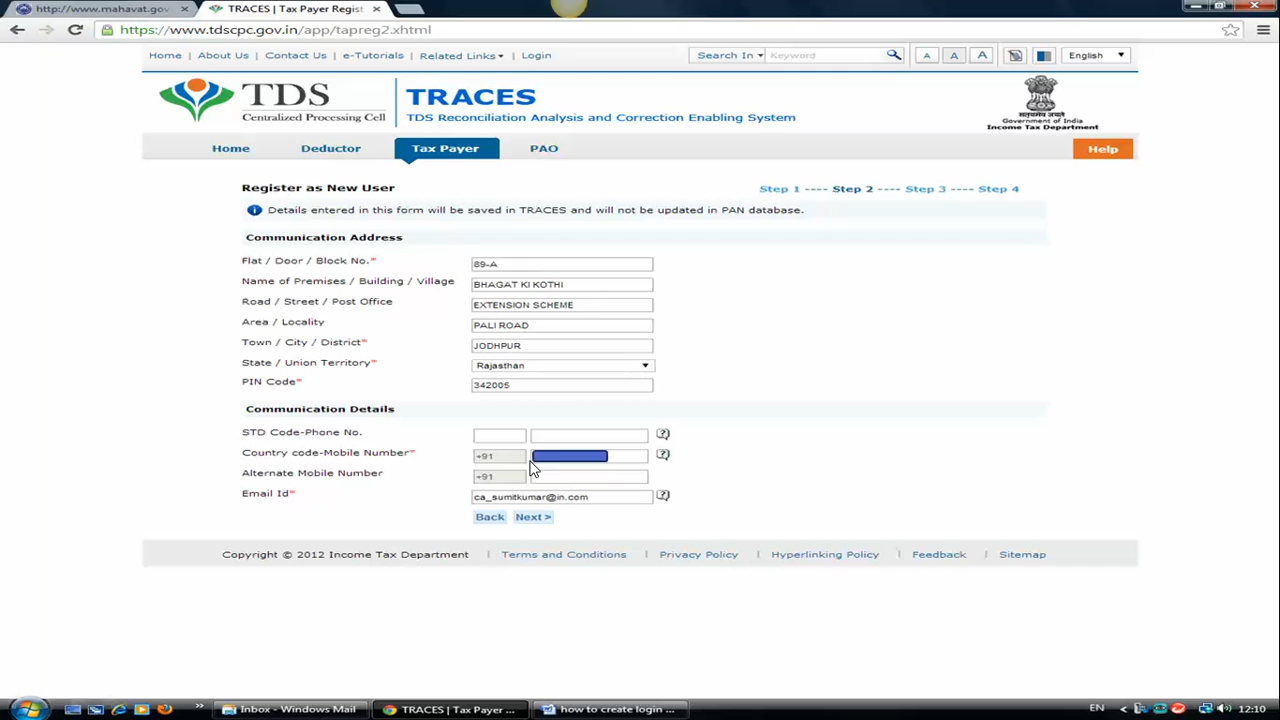 http://www.mahavat.gov
TRACES | Tax Payer Regist
https://www.tdscpc.gov.in/app/tapreg2.xhtml
Home | About Us | Contact Us | e-Tutorials | Related Links | Login
Search In Keyword A A A English
TDS
Centralized Processing Cell
TRACES
TDS Reconciliation Analysis and Correction Enabling System
सत्यमेव जयते
Government of India
Income Tax Department
Home Deductor Tax Payer PAO Help
Register as New User Step 1 ---- Step 2 ---- Step 3 ---- Step 4
Details entered in this form will be saved in TRACES and will not be updated in PAN database.
Communication Address
Flat / Door / Block No.* 89-A
Name of Premises / Building / Village BHAGAT KI KOTHI
Road / Street / Post Office EXTENSION SCHEME
Area / Locality PALI ROAD
Town / City / District* JODHPUR
State / Union Territory* Rajasthan
PIN Code* 342005
Communication Details
STD Code-Phone No.
Country code-Mobile Number* +91
Alternate Mobile Number +91
Email Id* ca_sumitkumar@in.com
Back Next >
Copyright © 2012 Income Tax Department | Terms and Conditions | Privacy Policy | Hyperlinking Policy | Feedback | Sitemap
Inbox - Windows Mail TRACES | Tax Payer ... how to create login ... EN 12:10